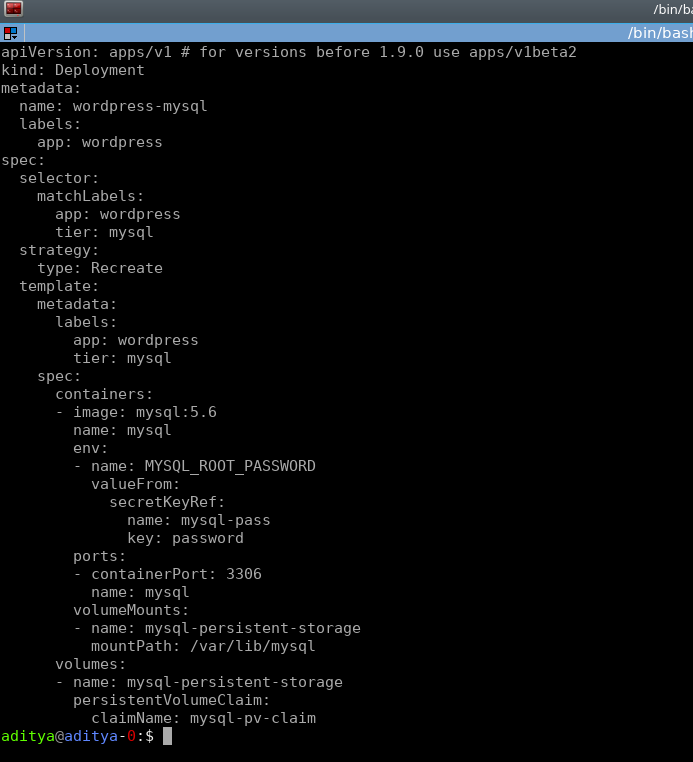 /bin/ba
/bin/bash
apiVersion: apps/v1 # for versions before 1.9.0 use apps/v1beta2
kind: Deployment
metadata:
  name: wordpress-mysql
  labels:
    app: wordpress
spec:
  selector:
    matchLabels:
      app: wordpress
      tier: mysql
  strategy:
    type: Recreate
  template:
    metadata:
      labels:
        app: wordpress
        tier: mysql
    spec:
      containers:
      - image: mysql:5.6
        name: mysql
        env:
        - name: MYSQL_ROOT_PASSWORD
          valueFrom:
            secretKeyRef:
              name: mysql-pass
              key: password
        ports:
        - containerPort: 3306
          name: mysql
        volumeMounts:
        - name: mysql-persistent-storage
          mountPath: /var/lib/mysql
      volumes:
      - name: mysql-persistent-storage
        persistentVolumeClaim:
          claimName: mysql-pv-claim
aditya@aditya-0:$